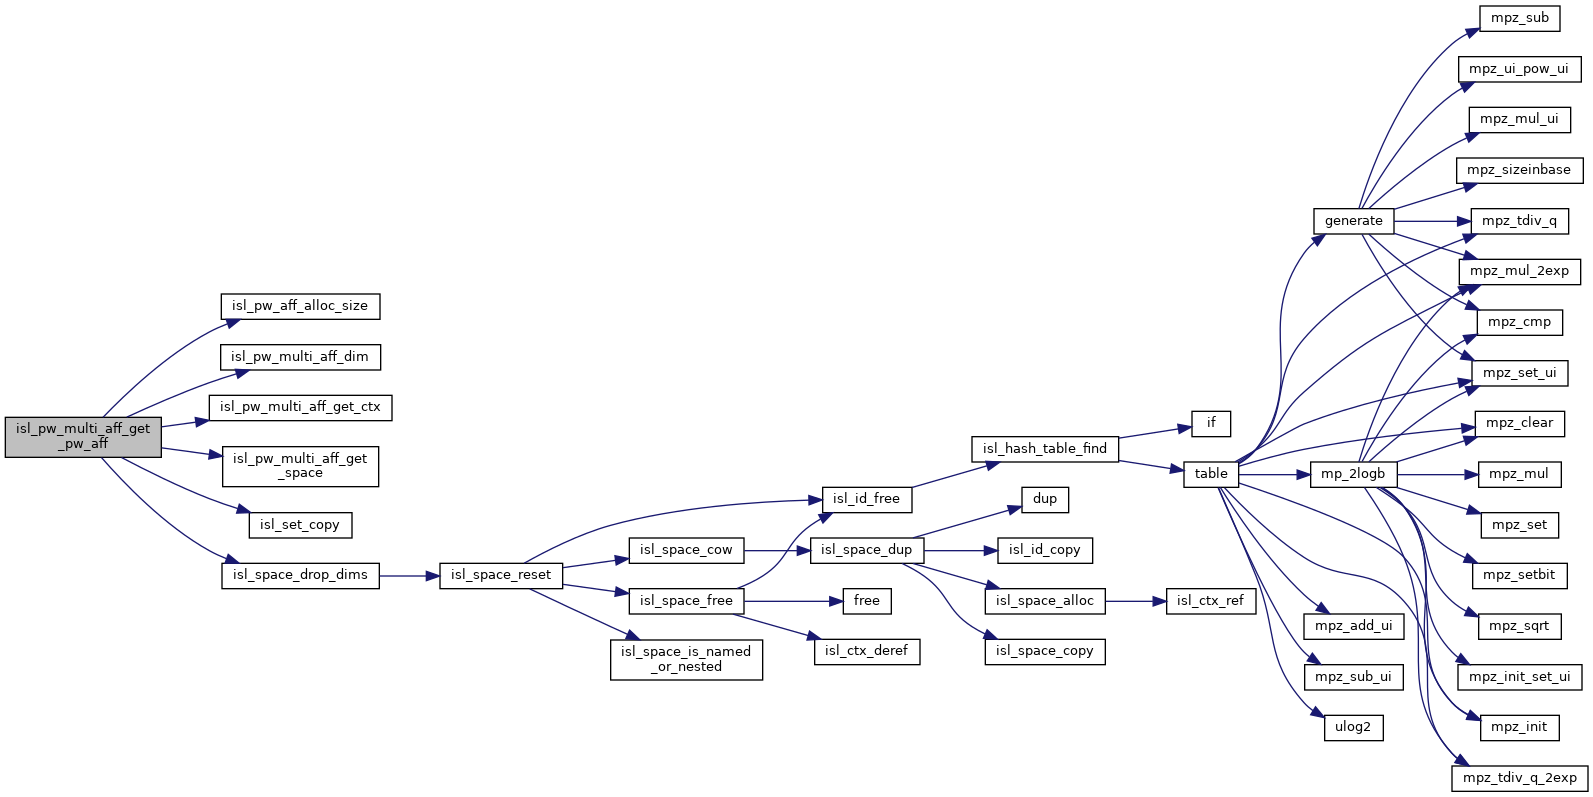 isl_pw_multi_aff_get
_pw_aff
isl_pw_aff_alloc_size
isl_pw_multi_aff_dim
isl_pw_multi_aff_get_ctx
isl_pw_multi_aff_get
_space
isl_set_copy
isl_space_drop_dims
isl_space_reset
isl_space_cow
isl_space_free
isl_space_is_named
_or_nested
isl_id_free
isl_space_dup
free
isl_ctx_deref
isl_hash_table_find
dup
isl_id_copy
isl_space_alloc
isl_space_copy
if
table
isl_ctx_ref
generate
mp_2logb
mpz_add_ui
mpz_sub_ui
ulog2
mpz_sub
mpz_ui_pow_ui
mpz_mul_ui
mpz_sizeinbase
mpz_tdiv_q
mpz_mul_2exp
mpz_cmp
mpz_set_ui
mpz_clear
mpz_mul
mpz_set
mpz_setbit
mpz_sqrt
mpz_init_set_ui
mpz_init
mpz_tdiv_q_2exp